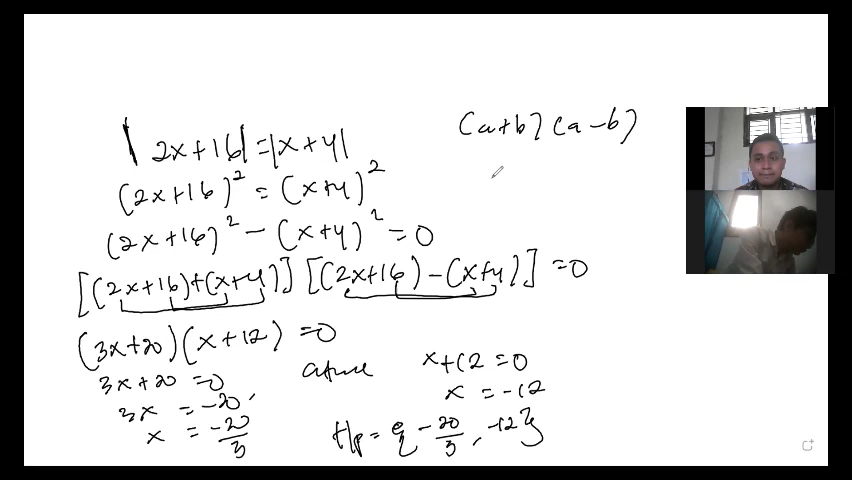 |2x+16|=|x+4|
(a+b)(a-b)
(2x+16)² = (x+4)²
(2x+16)² - (x+4)² = 0
[(2x+16)+(x+4)] [(2x+16)-(x+4)] = 0
(3x+20)(x+12) = 0
3x+20 = 0 atau x+12 = 0
3x = -20 x = -12
x = -20/3 Hp = { -20/3, -12 }